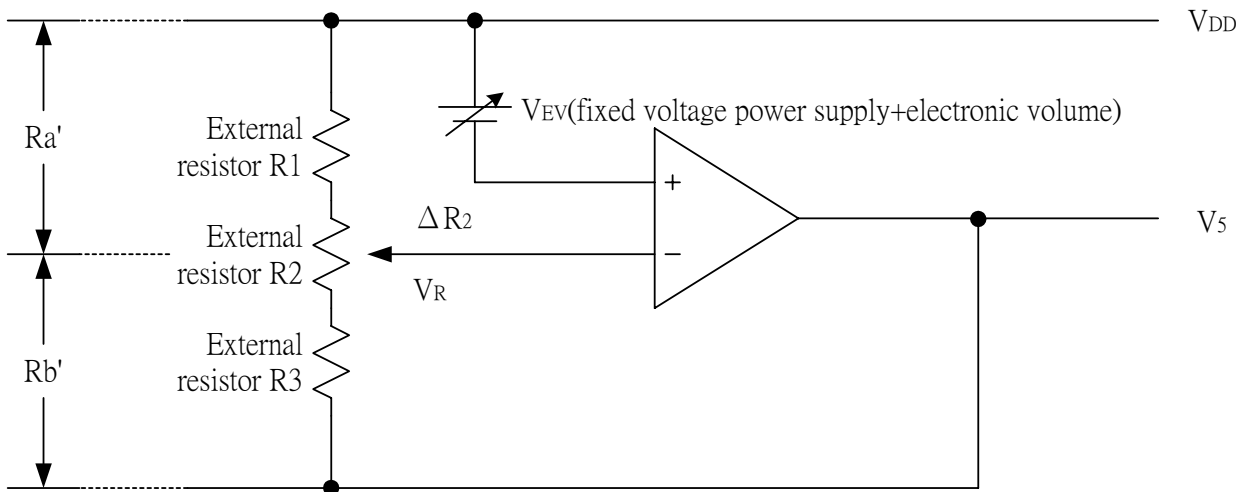 VDD
VEV(fixed voltage power supply+electronic volume)
Ra'
External
resistor R1
+
ΔR2
External
resistor R2
−
VR
V5
External
resistor R3
Rb'